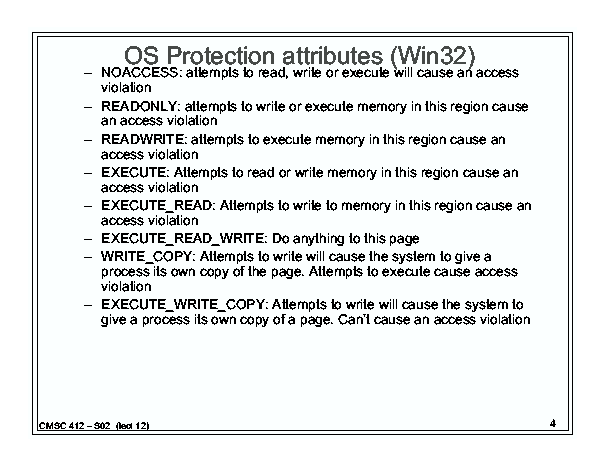 OS Protection attributes (Win32)
– NOACCESS: attempts to read, write or execute will cause an access
violation
– READONLY: attempts to write or execute memory in this region cause
an access violation
– READWRITE: attempts to execute memory in this region cause an
access violation
– EXECUTE: Attempts to read or write memory in this region cause an
access violation
– EXECUTE_READ: Attempts to write to memory in this region cause an
access violation
– EXECUTE_READ_WRITE: Do anything to this page
– WRITE_COPY: Attempts to write will cause the system to give a
process its own copy of the page. Attempts to execute cause access
violation
– EXECUTE_WRITE_COPY: Attempts to write will cause the system to
give a process its own copy of a page. Can't cause an access violation
CMSC 412 – S02 (lect 12)
4